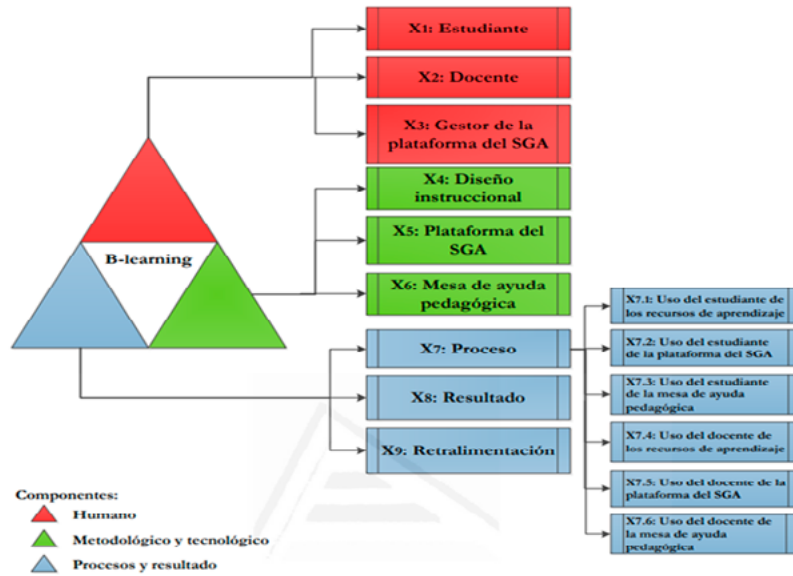 X1: Estudiante
X2: Docente
X3: Gestor de la
plataforma del SGA
X4: Diseño
instruccional
B-learning
X5: Plataforma del
SGA
X6: Mesa de ayuda
pedagógica
X7: Proceso
X8: Resultado
X9: Retralimentación
X7.1: Uso del estudiante de
los recursos de aprendizaje
X7.2: Uso del estudiante
de la plataforma del SGA
X7.3: Uso del estudiante
de la mesa de ayuda
pedagógica
X7.4: Uso del docente de
los recursos de aprendizaje
X7.5: Uso del docente de la
plataforma del SGA
X7.6: Uso del docente de
la mesa de ayuda
pedagógica
Componentes:
Humano
Metodológico y tecnológico
Procesos y resultado